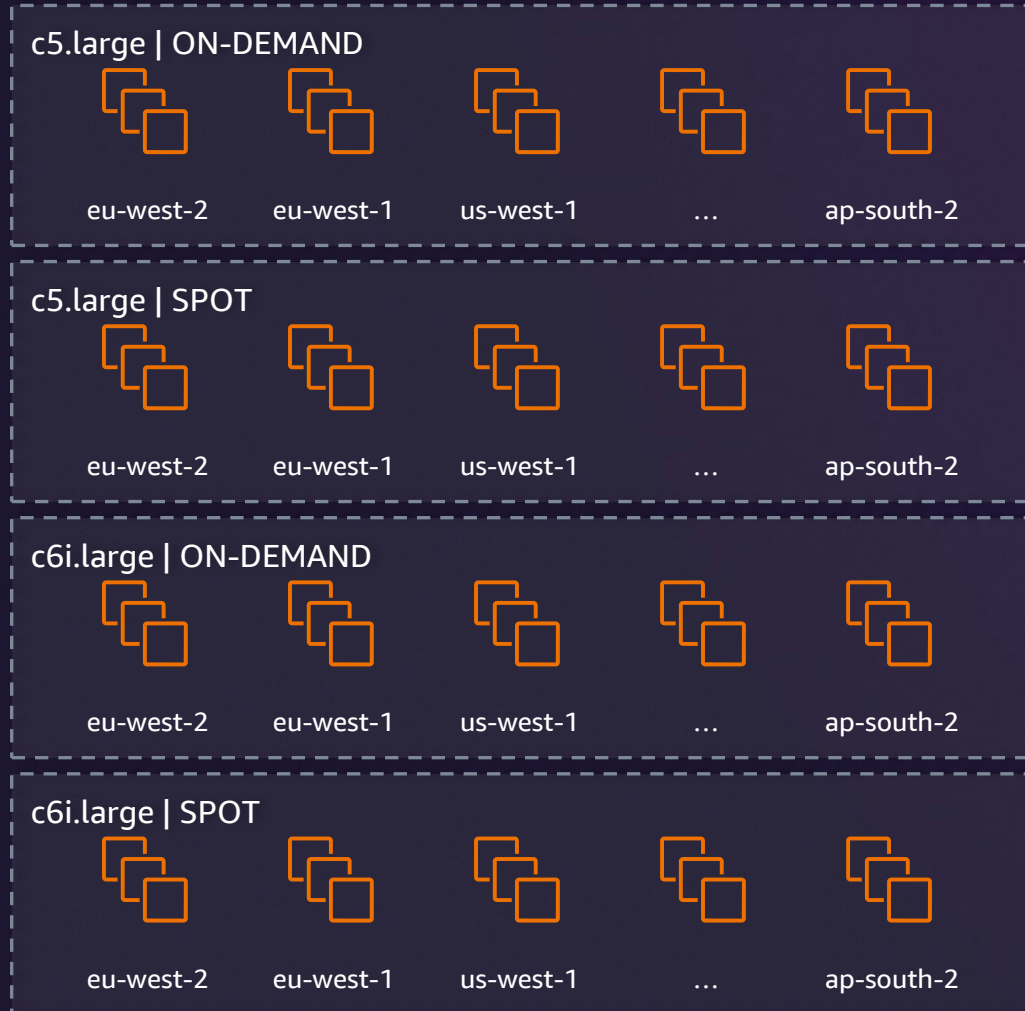 c5.large | ON-DEMAND
eu-west-2 eu-west-1 us-west-1 ... ap-south-2
c5.large | SPOT
eu-west-2 eu-west-1 us-west-1 ... ap-south-2
c6i.large | ON-DEMAND
eu-west-2 eu-west-1 us-west-1 ... ap-south-2
c6i.large | SPOT
eu-west-2 eu-west-1 us-west-1 ... ap-south-2